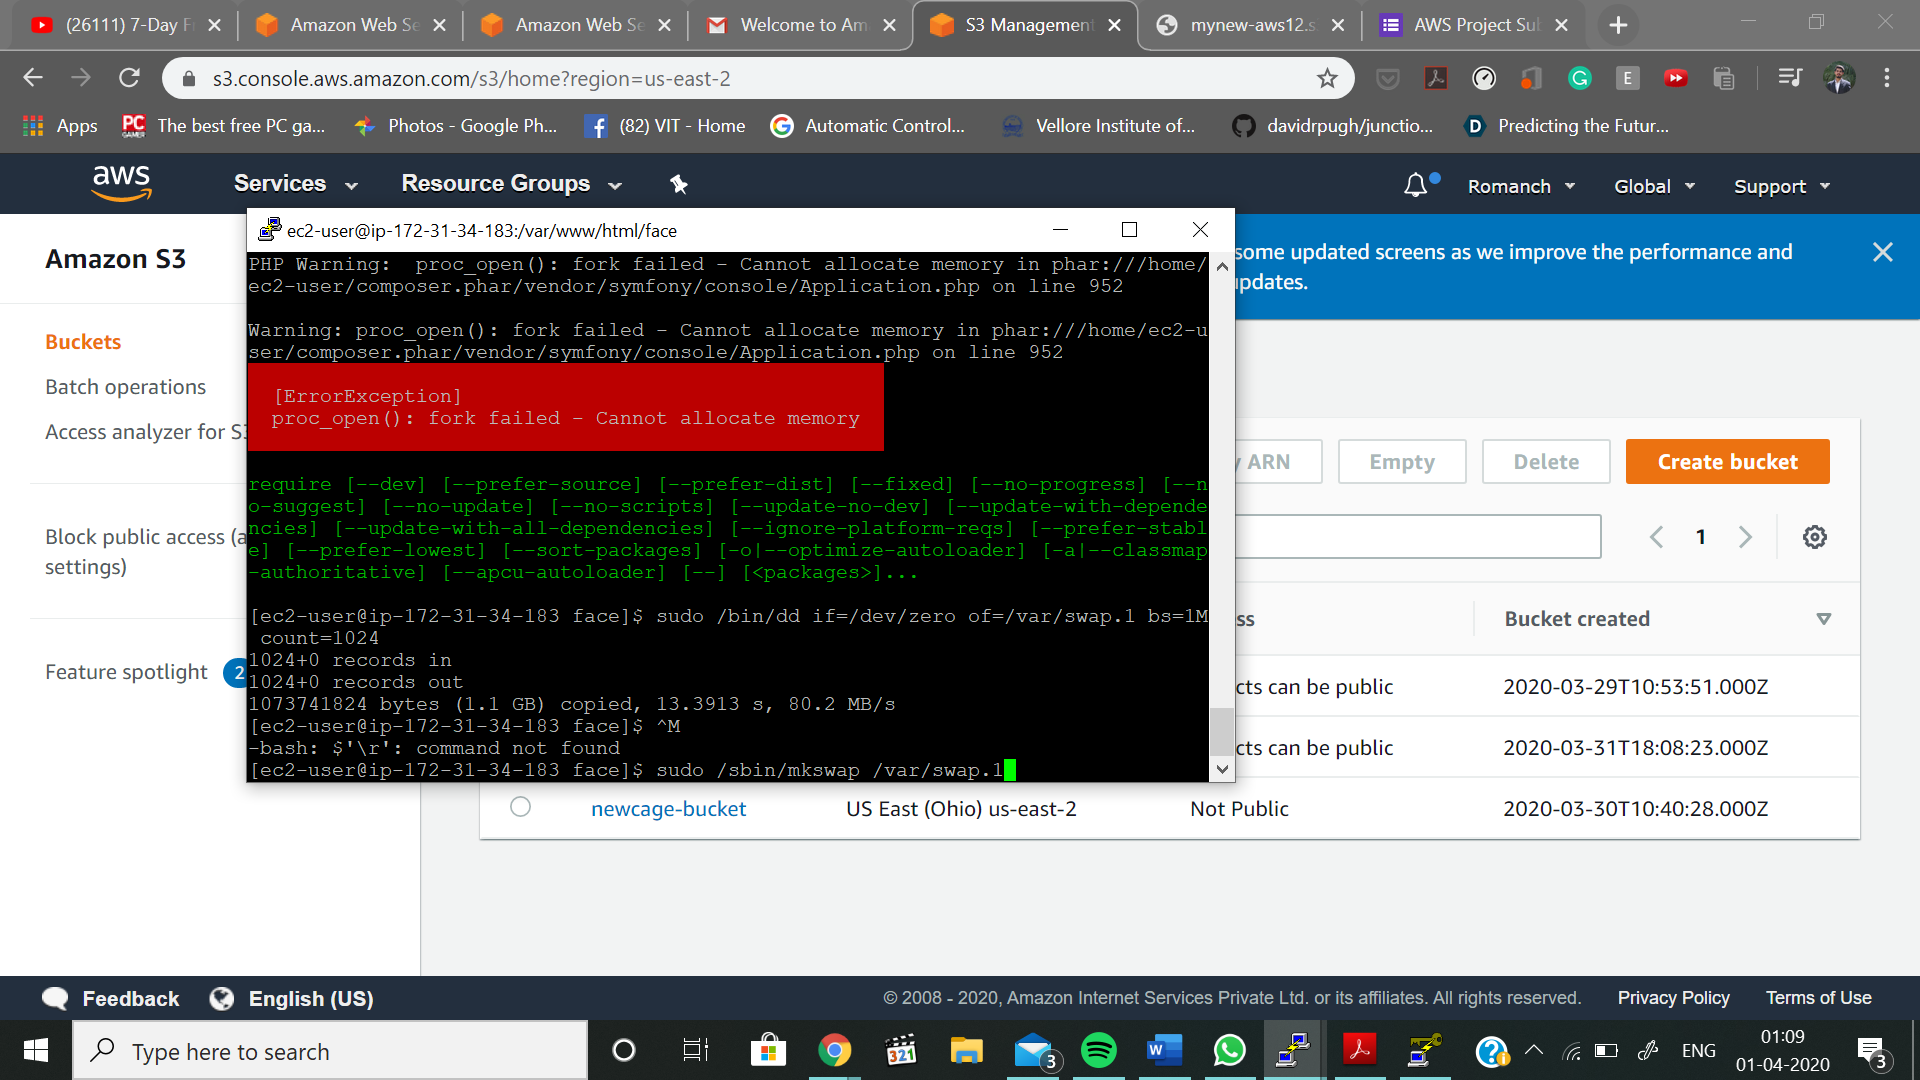 (26111) 7-Day F
Amazon Web Se
Amazon Web Se
Welcome to Am
S3 Management
mynew-aws12.s
AWS Project Sub
s3.console.aws.amazon.com/s3/home?region=us-east-2
Apps
The best free PC ga...
Photos - Google Ph...
(82) VIT - Home
Automatic Control...
Vellore Institute of...
davidrpugh/junctio...
Predicting the Futur...
aws
Services
Resource Groups
Romanch
Global
Support
Amazon S3
Buckets
Batch operations
Access analyzer for S3
Block public access (a
settings)
Feature spotlight 2
some updated screens as we improve the performance and
updates.
ec2-user@ip-172-31-34-183:/var/www/html/face
PHP Warning:  proc_open(): fork failed - Cannot allocate memory in phar:///home/
ec2-user/composer.phar/vendor/symfony/console/Application.php on line 952
Warning: proc_open(): fork failed - Cannot allocate memory in phar:///home/ec2-u
ser/composer.phar/vendor/symfony/console/Application.php on line 952
[ErrorException]
proc_open(): fork failed - Cannot allocate memory
require [--dev] [--prefer-source] [--prefer-dist] [--fixed] [--no-progress] [--n
o-suggest] [--no-update] [--no-scripts] [--update-no-dev] [--update-with-depende
ncies] [--update-with-all-dependencies] [--ignore-platform-reqs] [--prefer-stabl
e] [--prefer-lowest] [--sort-packages] [-o|--optimize-autoloader] [-a|--classmap
-authoritative] [--apcu-autoloader] [--] [<packages>]...
[ec2-user@ip-172-31-34-183 face]$ sudo /bin/dd if=/dev/zero of=/var/swap.1 bs=1M
count=1024
1024+0 records in
1024+0 records out
1073741824 bytes (1.1 GB) copied, 13.3913 s, 80.2 MB/s
[ec2-user@ip-172-31-34-183 face]$ ^M
-bash: $'\r': command not found
[ec2-user@ip-172-31-34-183 face]$ sudo /sbin/mkswap /var/swap.1
ARN
Empty
Delete
Create bucket
1
ss
Bucket created
cts can be public
2020-03-29T10:53:51.000Z
cts can be public
2020-03-31T18:08:23.000Z
newcage-bucket
US East (Ohio) us-east-2
Not Public
2020-03-30T10:40:28.000Z
Feedback
English (US)
© 2008 - 2020, Amazon Internet Services Private Ltd. or its affiliates. All rights reserved.
Privacy Policy
Terms of Use
Type here to search
321
3
ENG
01:09
01-04-2020
3